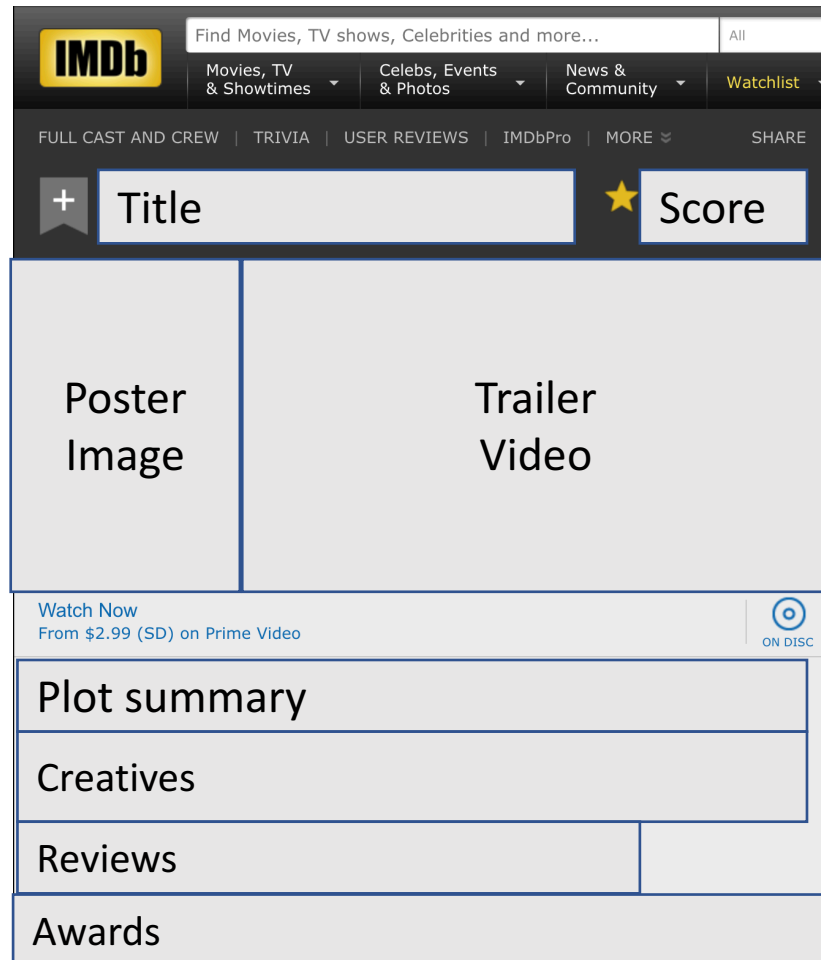 IMDb
Find Movies, TV shows, Celebrities and more...
All
Movies, TV
& Showtimes
Celebs, Events
& Photos
News &
Community
Watchlist
FULL CAST AND CREW | TRIVIA | USER REVIEWS | IMDbPro | MORE
SHARE
+
Title
Score
Poster
Image
Trailer
Video
Watch Now
From $2.99 (SD) on Prime Video
ON DISC
Plot summary
Creatives
Reviews
Awards